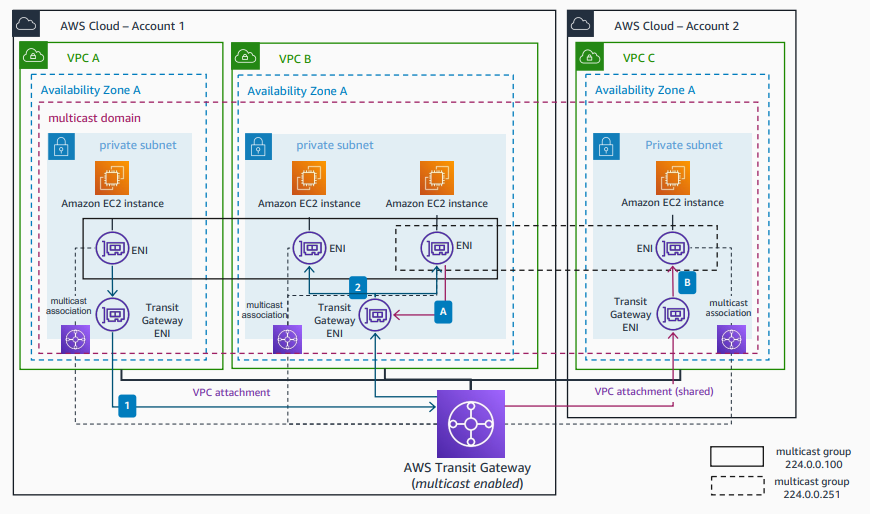 AWS Cloud – Account 1
AWS Cloud – Account 2
VPC A
VPC B
VPC C
Availability Zone A
Availability Zone A
Availability Zone A
multicast domain
private subnet
private subnet
Private subnet
Amazon EC2 instance
Amazon EC2 instance
Amazon EC2 instance
Amazon EC2 instance
ENI
ENI
ENI
ENI
2
B
multicast
association
Transit
Gateway
ENI
multicast
association
Transit
Gateway
ENI
A
Transit
Gateway
ENI
multicast
association
VPC attachment
VPC attachment (shared)
1
AWS Transit Gateway
(multicast enabled)
multicast group
224.0.0.100
multicast group
224.0.0.251